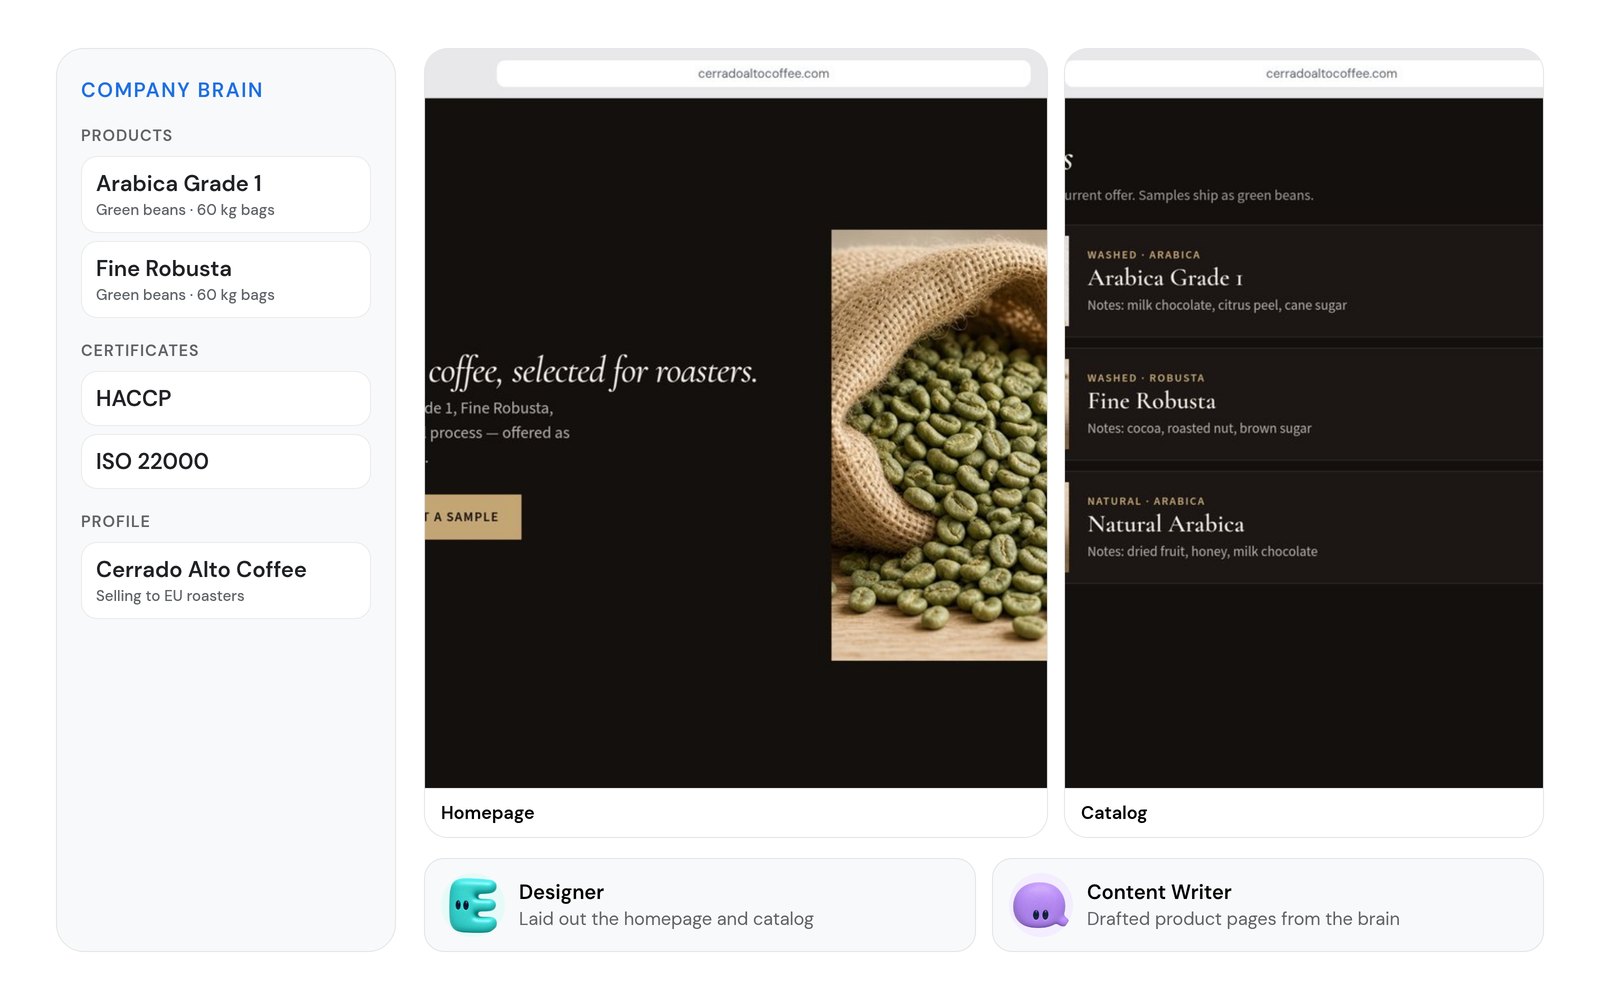 COMPANY BRAIN
PRODUCTS
Arabica Grade 1
Green beans · 60 kg bags
Fine Robusta
Green beans · 60 kg bags
CERTIFICATES
HACCP
ISO 22000
PROFILE
Cerrado Alto Coffee
Selling to EU roasters
cerradoaltocoffee.com
coffee, selected for roasters.
de 1, Fine Robusta,
process — offered as
.
T A SAMPLE
Homepage
cerradoaltocoffee.com
s
urrent offer. Samples ship as green beans.
WASHED · ARABICA
Arabica Grade 1
Notes: milk chocolate, citrus peel, cane sugar
WASHED · ROBUSTA
Fine Robusta
Notes: cocoa, roasted nut, brown sugar
NATURAL · ARABICA
Natural Arabica
Notes: dried fruit, honey, milk chocolate
Catalog
Designer
Laid out the homepage and catalog
Content Writer
Drafted product pages from the brain